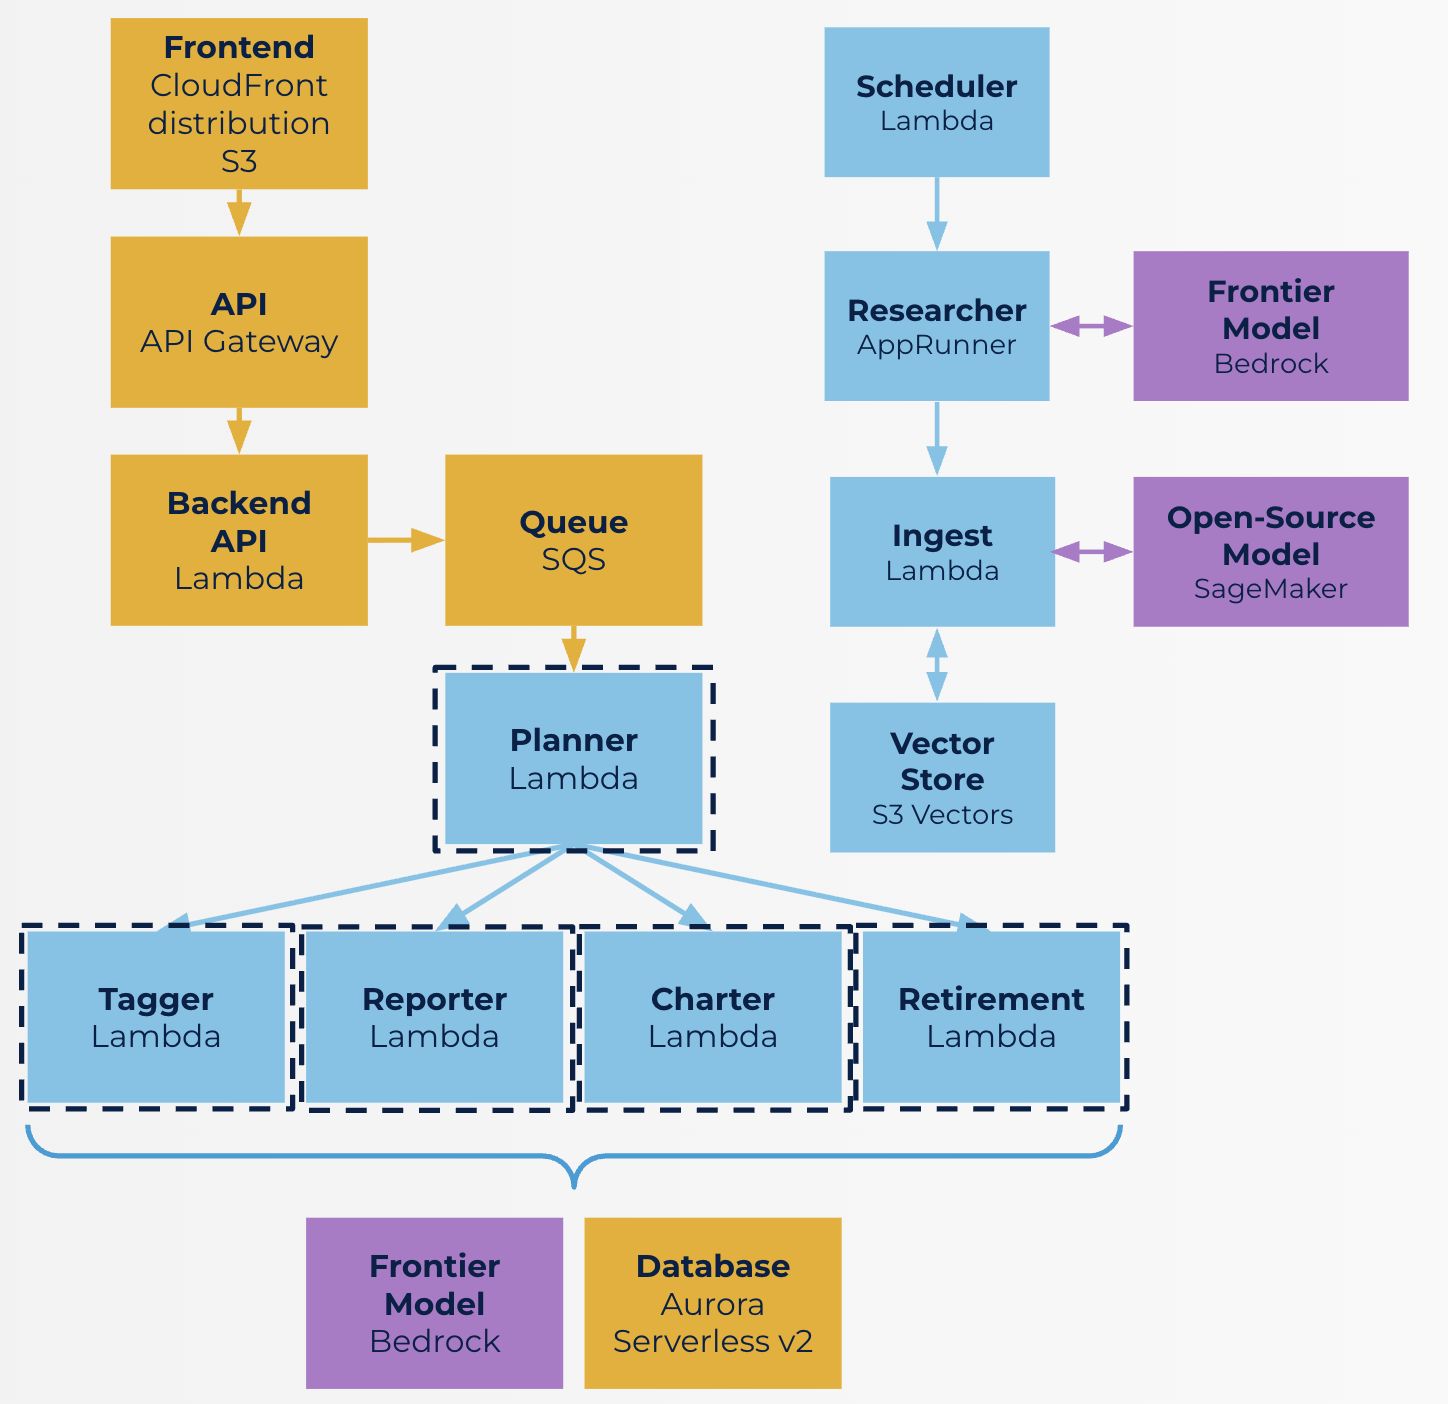 Frontend
CloudFront
distribution
S3
API
API Gateway
Backend
API
Lambda
Queue
SQS
Planner
Lambda
Tagger
Lambda
Reporter
Lambda
Charter
Lambda
Retirement
Lambda
Frontier
Model
Bedrock
Database
Aurora
Serverless v2
Scheduler
Lambda
Researcher
AppRunner
Frontier
Model
Bedrock
Ingest
Lambda
Open-Source
Model
SageMaker
Vector
Store
S3 Vectors